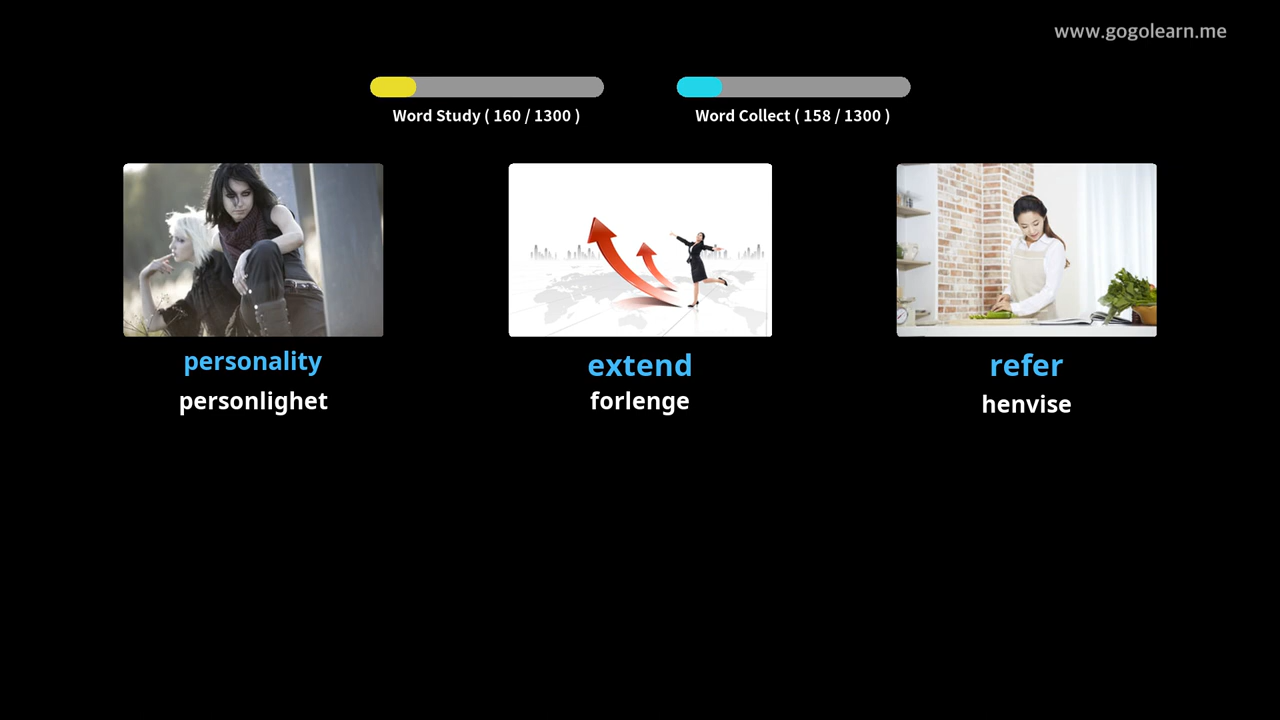 www.gogolearn.me
Word Study ( 160 / 1300 )
Word Collect ( 158 / 1300 )
personality
personlighet
extend
forlenge
refer
henvise